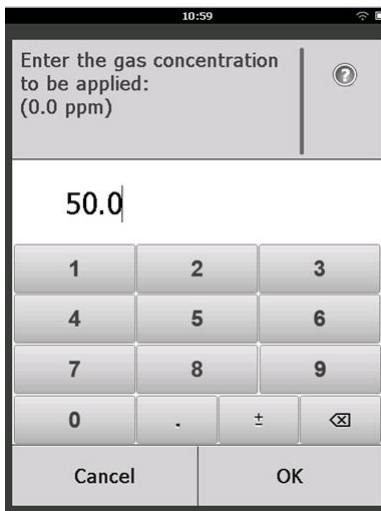 10:59
Enter the gas concentration
to be applied:
(0.0 ppm)
?
50.0
1 2 3
4 5 6
7 8 9
0 . ±
Cancel OK